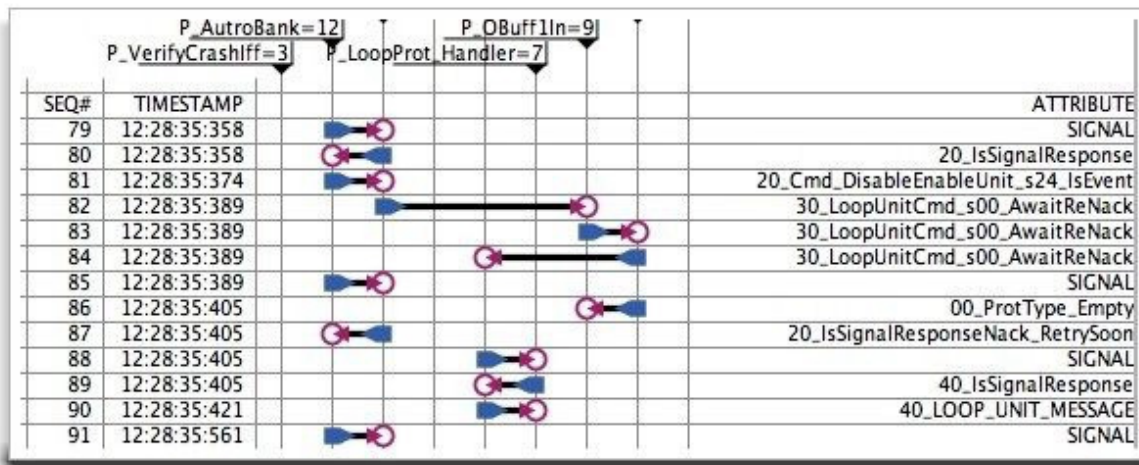 P_AutroBank=12 P_OBuff1In=9
P_VerifyCrashIff=3 P_LoopProt_Handler=7
SEQ# TIMESTAMP ATTRIBUTE
79 12:28:35:358 SIGNAL
80 12:28:35:358 20_IsSignalResponse
81 12:28:35:374 20_Cmd_DisableEnableUnit_s24_IsEvent
82 12:28:35:389 30_LoopUnitCmd_s00_AwaitReNack
83 12:28:35:389 30_LoopUnitCmd_s00_AwaitReNack
84 12:28:35:389 30_LoopUnitCmd_s00_AwaitReNack
85 12:28:35:389 SIGNAL
86 12:28:35:405 00_ProtType_Empty
87 12:28:35:405 20_IsSignalResponseNack_RetrySoon
88 12:28:35:405 SIGNAL
89 12:28:35:405 40_IsSignalResponse
90 12:28:35:421 40_LOOP_UNIT_MESSAGE
91 12:28:35:561 SIGNAL